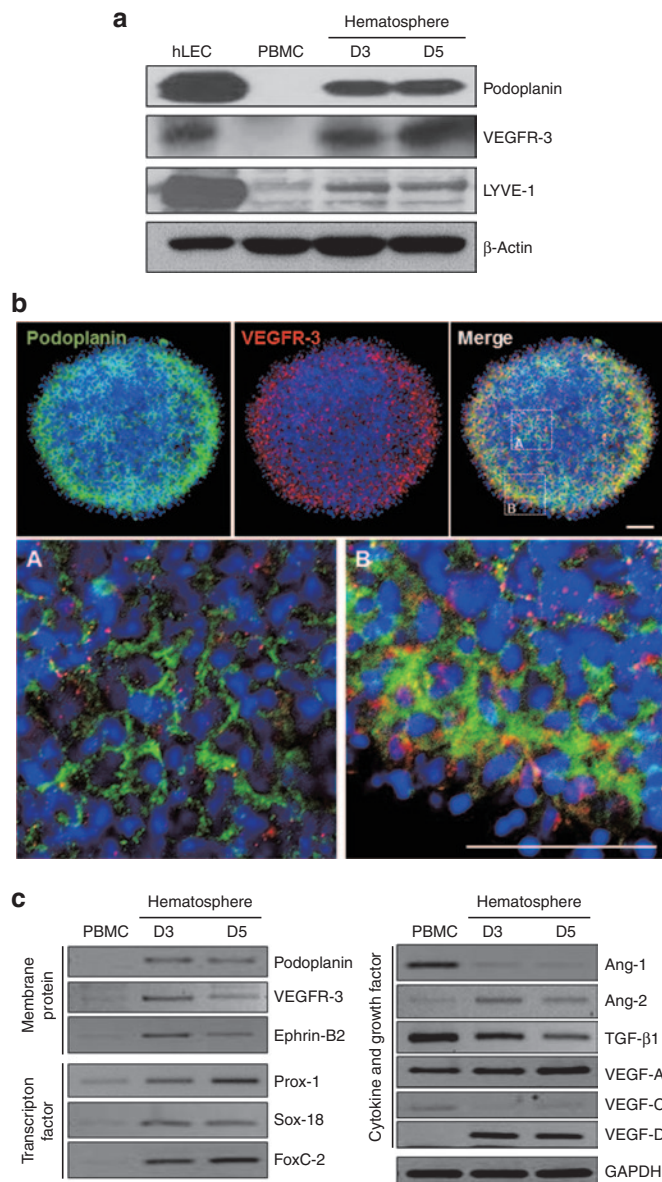 a
Hematosphere
hLEC PBMC D3 D5
Podoplanin
VEGFR-3
LYVE-1
β-Actin
b
Podoplanin VEGFR-3 Merge
A
B
A B
c
Hematosphere
PBMC D3 D5
Membrane protein
Podoplanin
VEGFR-3
Ephrin-B2
Transcripton factor
Prox-1
Sox-18
FoxC-2
Hematosphere
PBMC D3 D5
Cytokine and growth factor
Ang-1
Ang-2
TGF-β1
VEGF-A
VEGF-C
VEGF-D
GAPDH